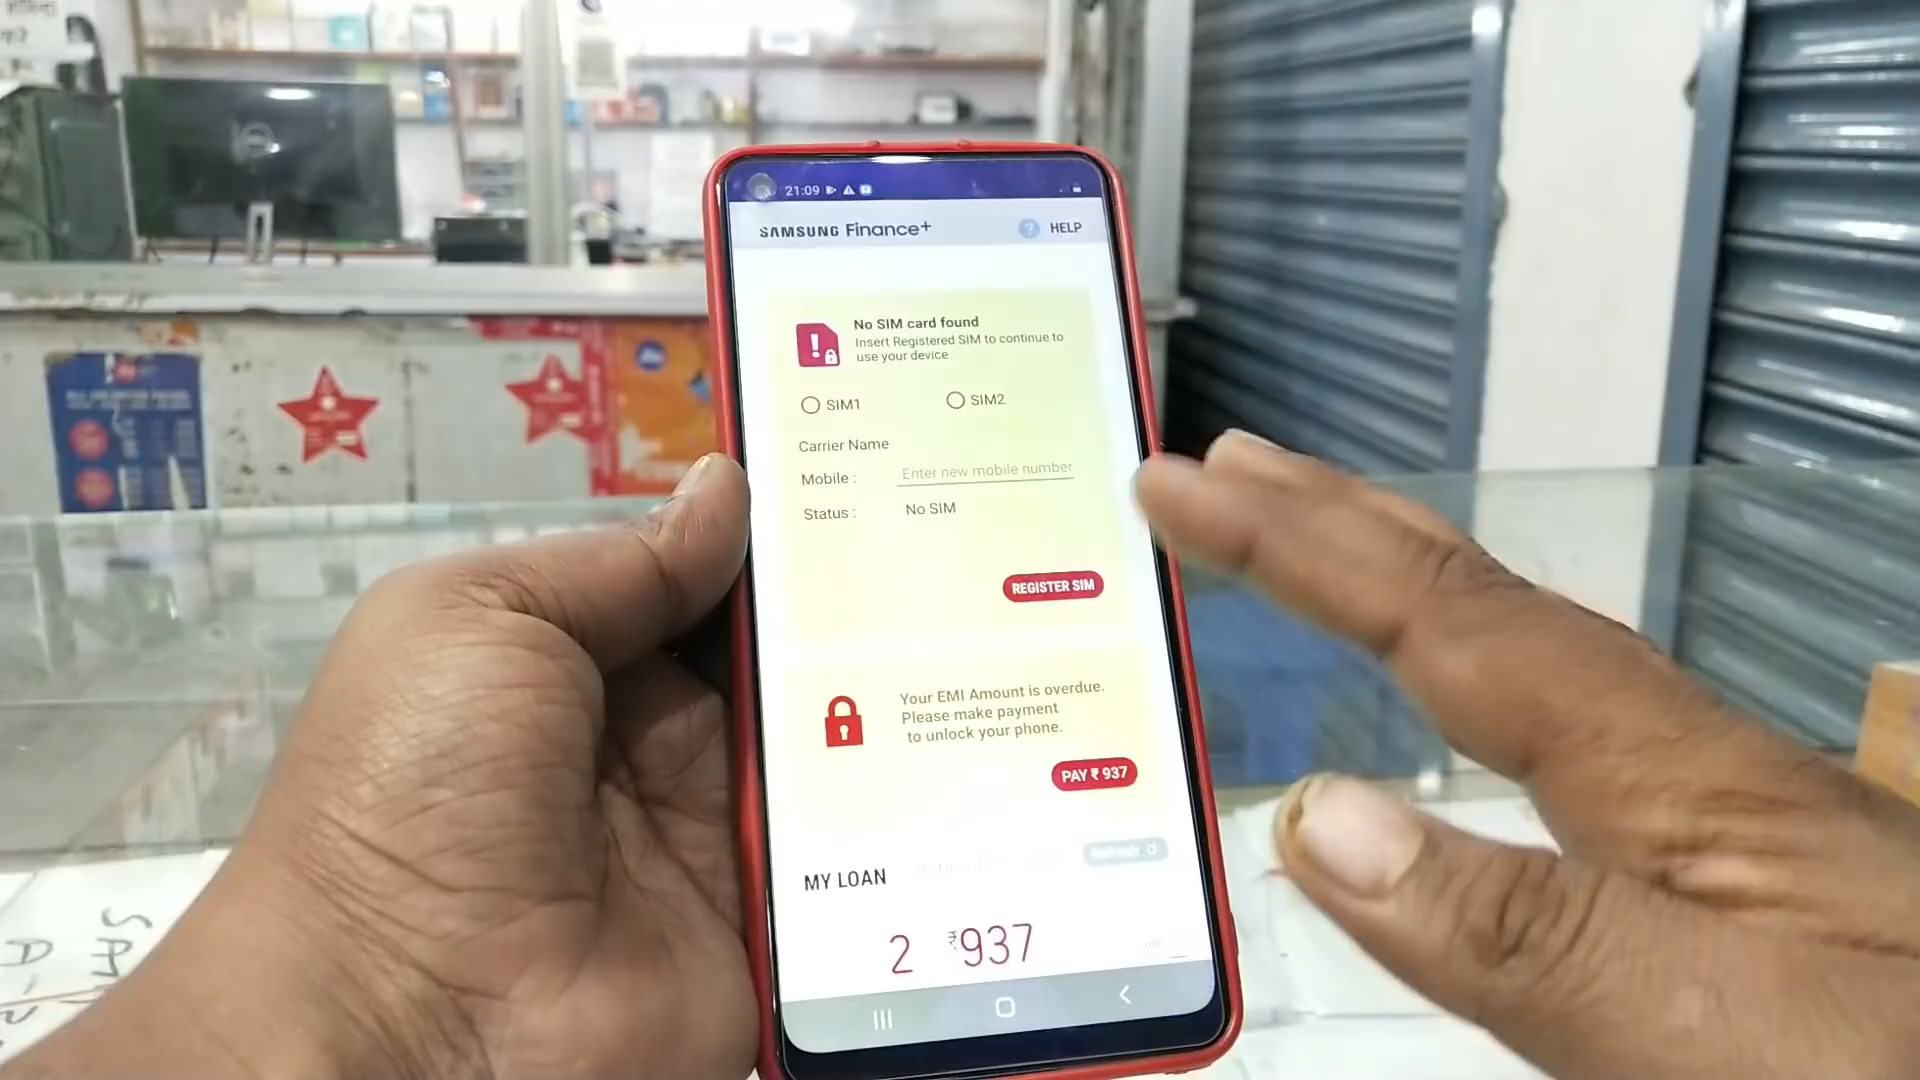 21:09
SAMSUNG Finance+
? HELP
No SIM card found
Insert Registered SIM to continue to
use your device
SIM1 SIM2
Carrier Name
Mobile : Enter new mobile number
Status : No SIM
REGISTER SIM
Your EMI Amount is overdue.
Please make payment
to unlock your phone.
PAY ₹ 937
MY LOAN
2 ₹937